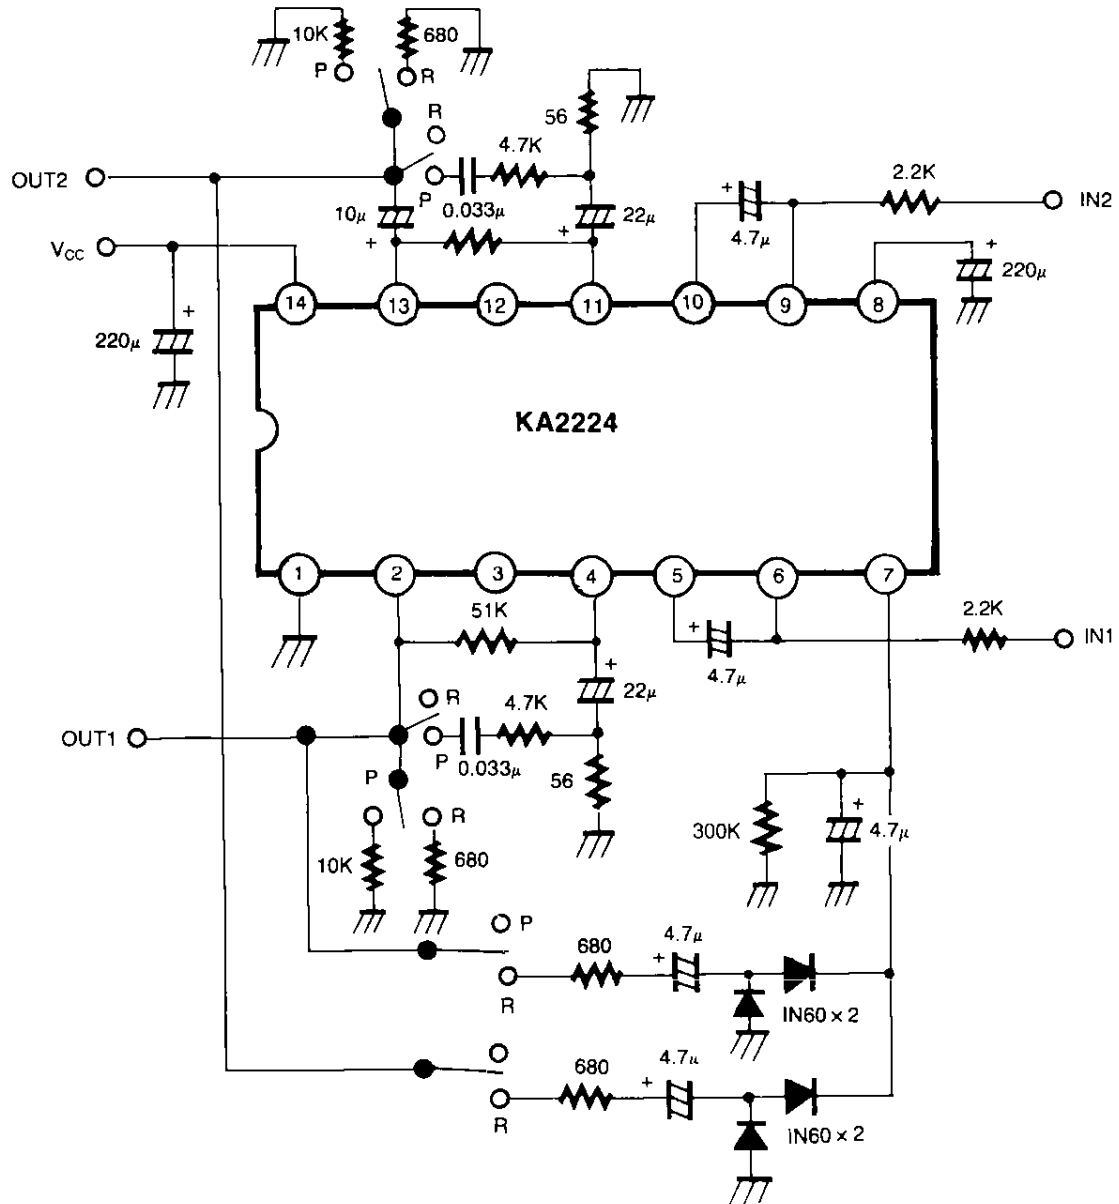 10K
680
P
R
R
4.7K
56
OUT2
P
0.033μ
10μ
+
22μ
+
+
4.7μ
2.2K
IN2
VCC
+
220μ
+
220μ
14
13
12
11
10
9
8
KA2224
1
2
3
4
5
6
7
51K
+
4.7μ
2.2K
IN1
+
22μ
R
4.7K
OUT1
P
0.033μ
56
P
R
10K
680
300K
+
4.7μ
P
R
680
4.7μ
+
IN60 × 2
R
680
4.7μ
+
IN60 × 2